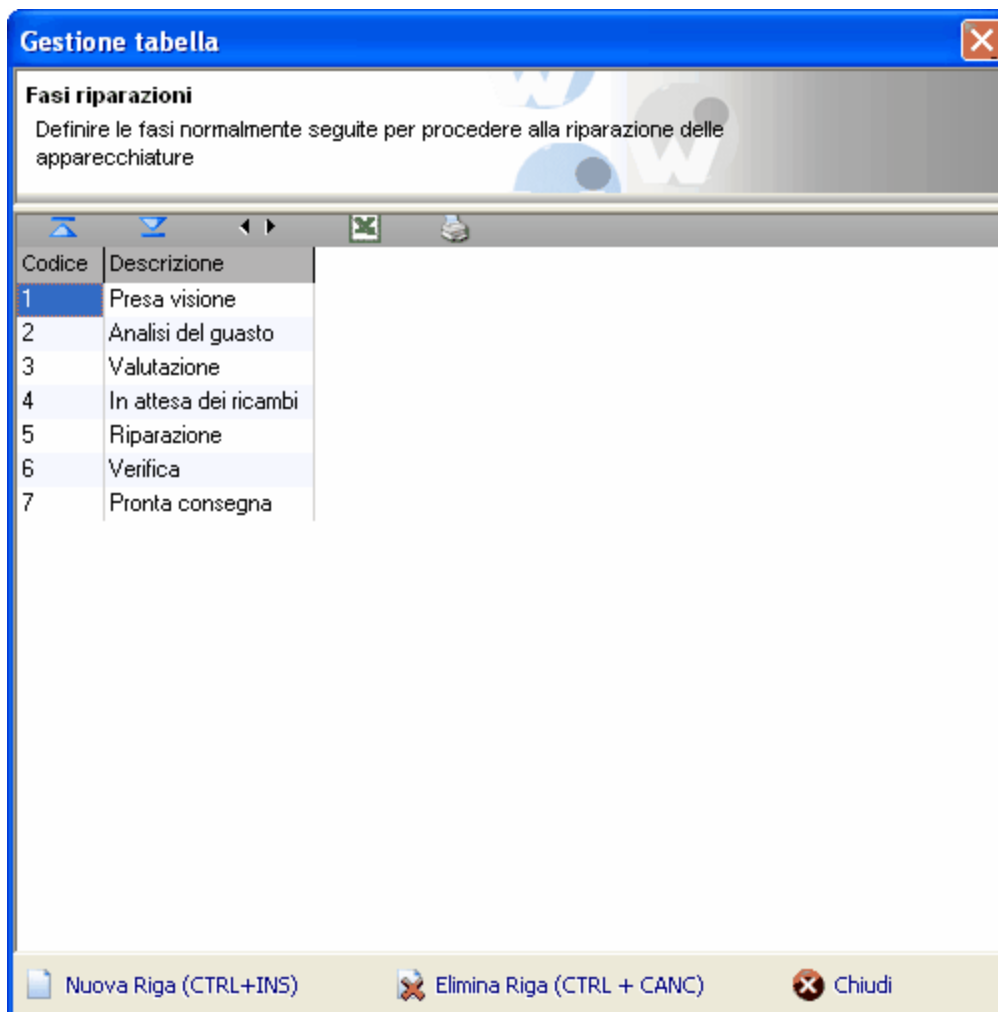 Gestione tabella
Fasi riparazioni
Definire le fasi normalmente seguite per procedere alla riparazione delle
apparecchiature
Codice Descrizione
1 Presa visione
2 Analisi del guasto
3 Valutazione
4 In attesa dei ricambi
5 Riparazione
6 Verifica
7 Pronta consegna
Nuova Riga (CTRL+INS) Elimina Riga (CTRL + CANC) Chiudi